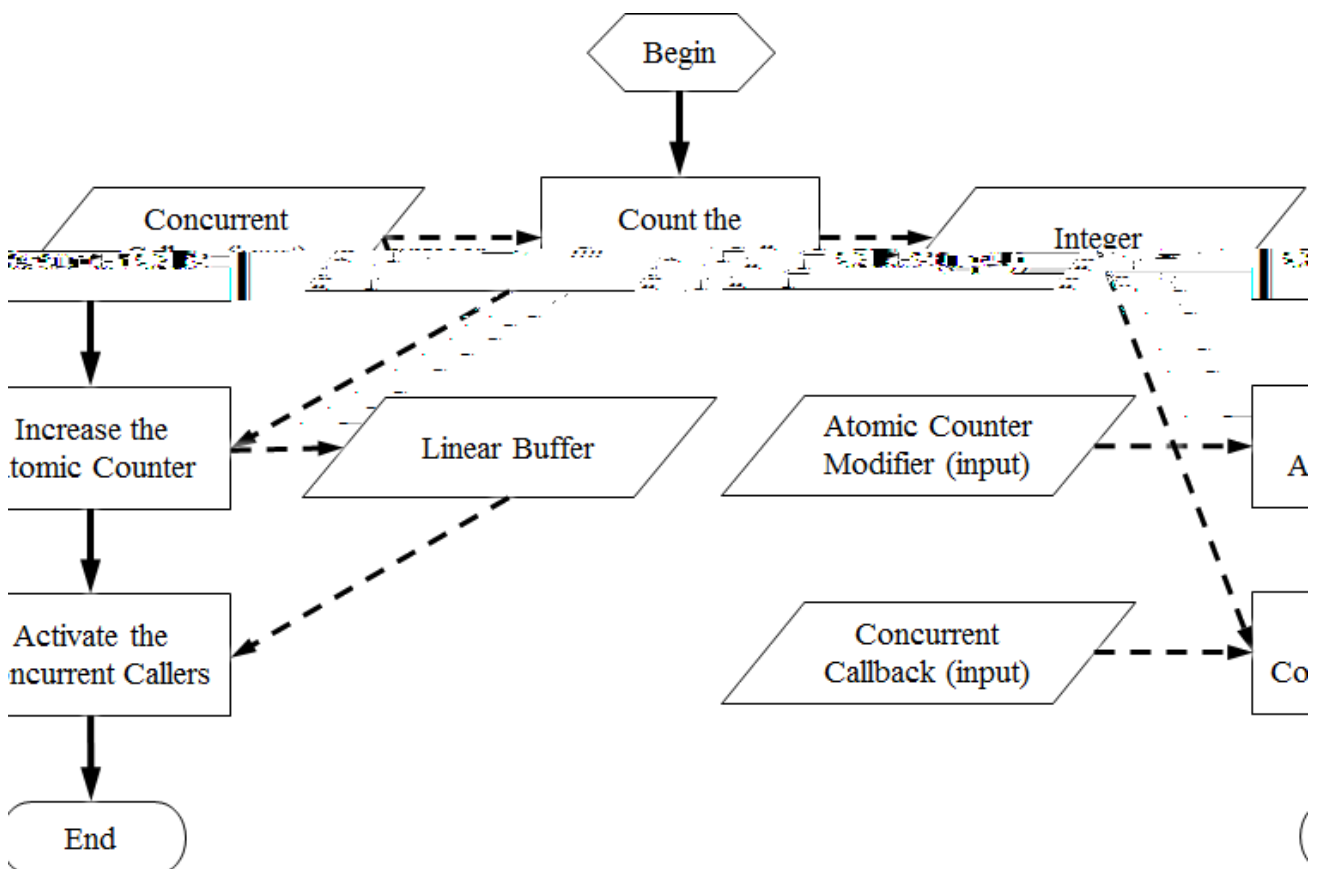 Begin
Concurrent
Count the
Integer
Increase the
tomic Counter
Linear Buffer
Atomic Counter
Modifier (input)
A
Activate the
ncurrent Callers
Concurrent
Callback (input)
Co
End